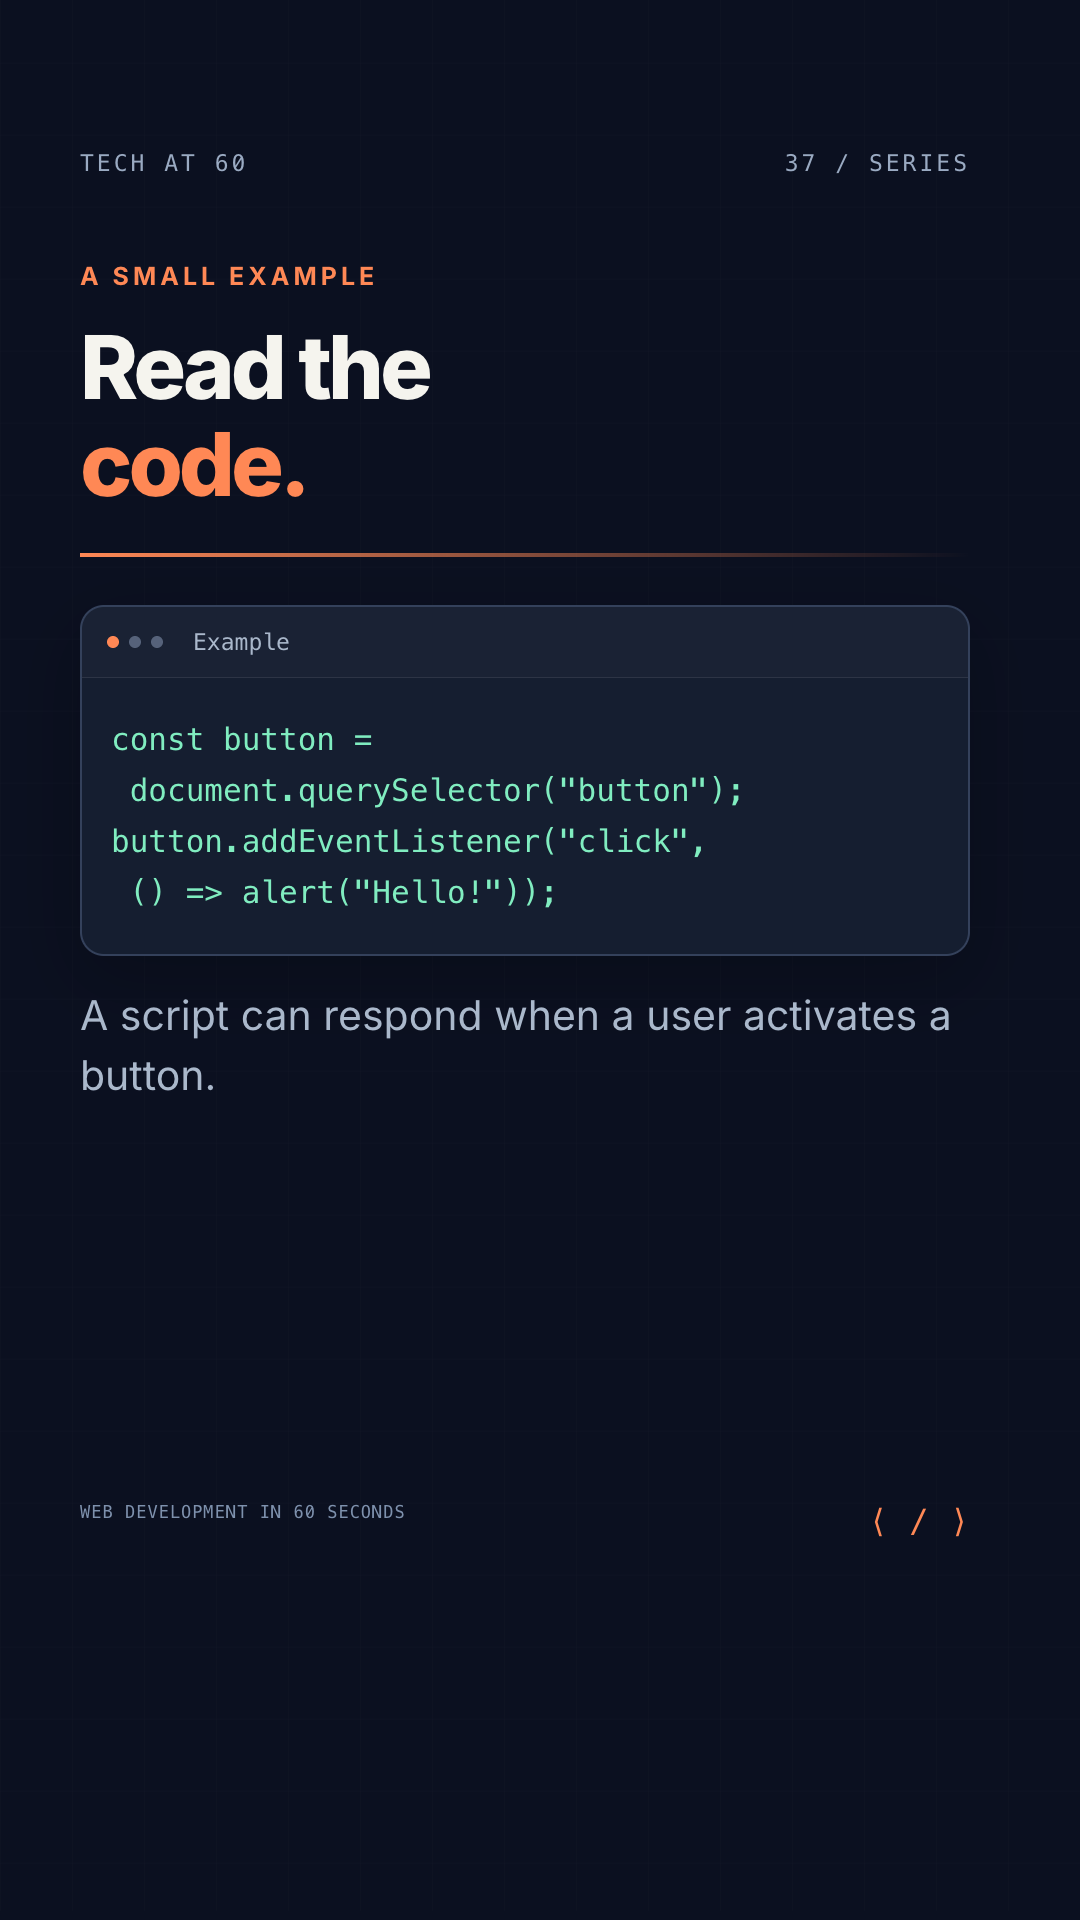 TECH AT 60
37 / SERIES
A SMALL EXAMPLE
Read the
code.
Example
const button =
 document.querySelector("button");
button.addEventListener("click",
 () => alert("Hello!"));
A script can respond when a user activates a
button.
WEB DEVELOPMENT IN 60 SECONDS
⟨ / ⟩